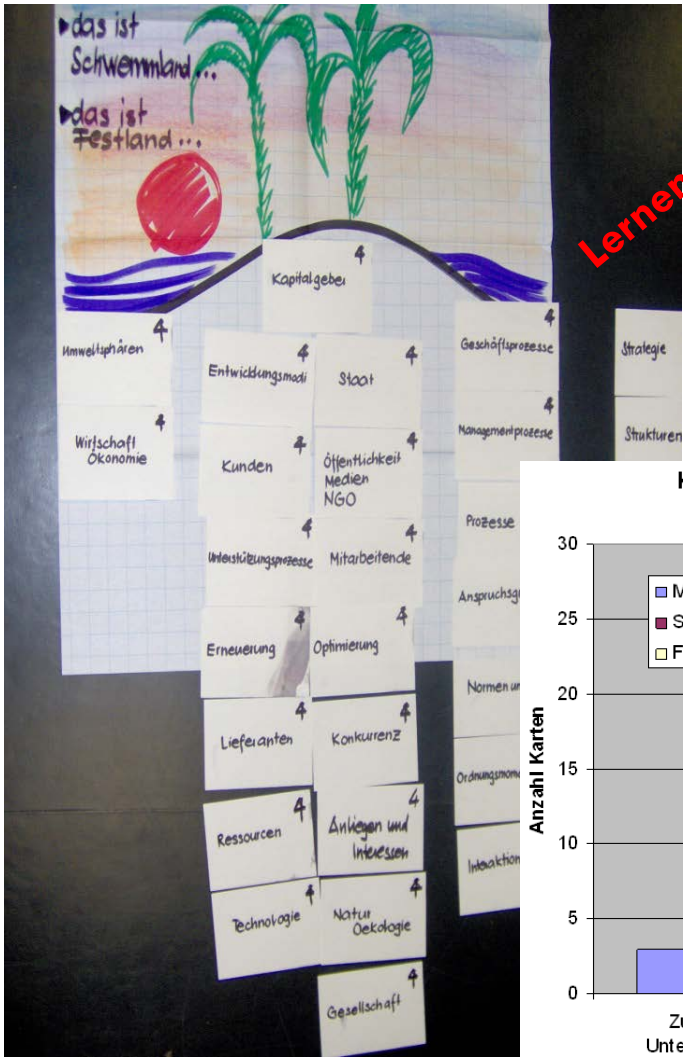 ▸das ist
Schwemmland...
▸das ist
Festland...
Lernen
4
Kapitalgeber
4
Umweltsphären
4
Wirtschaft
Ökonomie
4
Entwicklungsmodi
4
Kunden
4
Unterstützungsprozesse
4
Erneuerung
4
Lieferanten
4
Ressourcen
4
Technologie
4
Staat
4
Öffentlichkeit
Medien
NGO
4
Mitarbeitende
4
Optimierung
4
Konkurrenz
4
Anliegen und
Interessen
4
Natur
Oekologie
4
Gesellschaft
4
Geschäftsprozesse
4
Managementprozesse
Prozesse
Normen
Strategie
Strukturen
30
25
20
15
10
5
0
Anzahl Karten